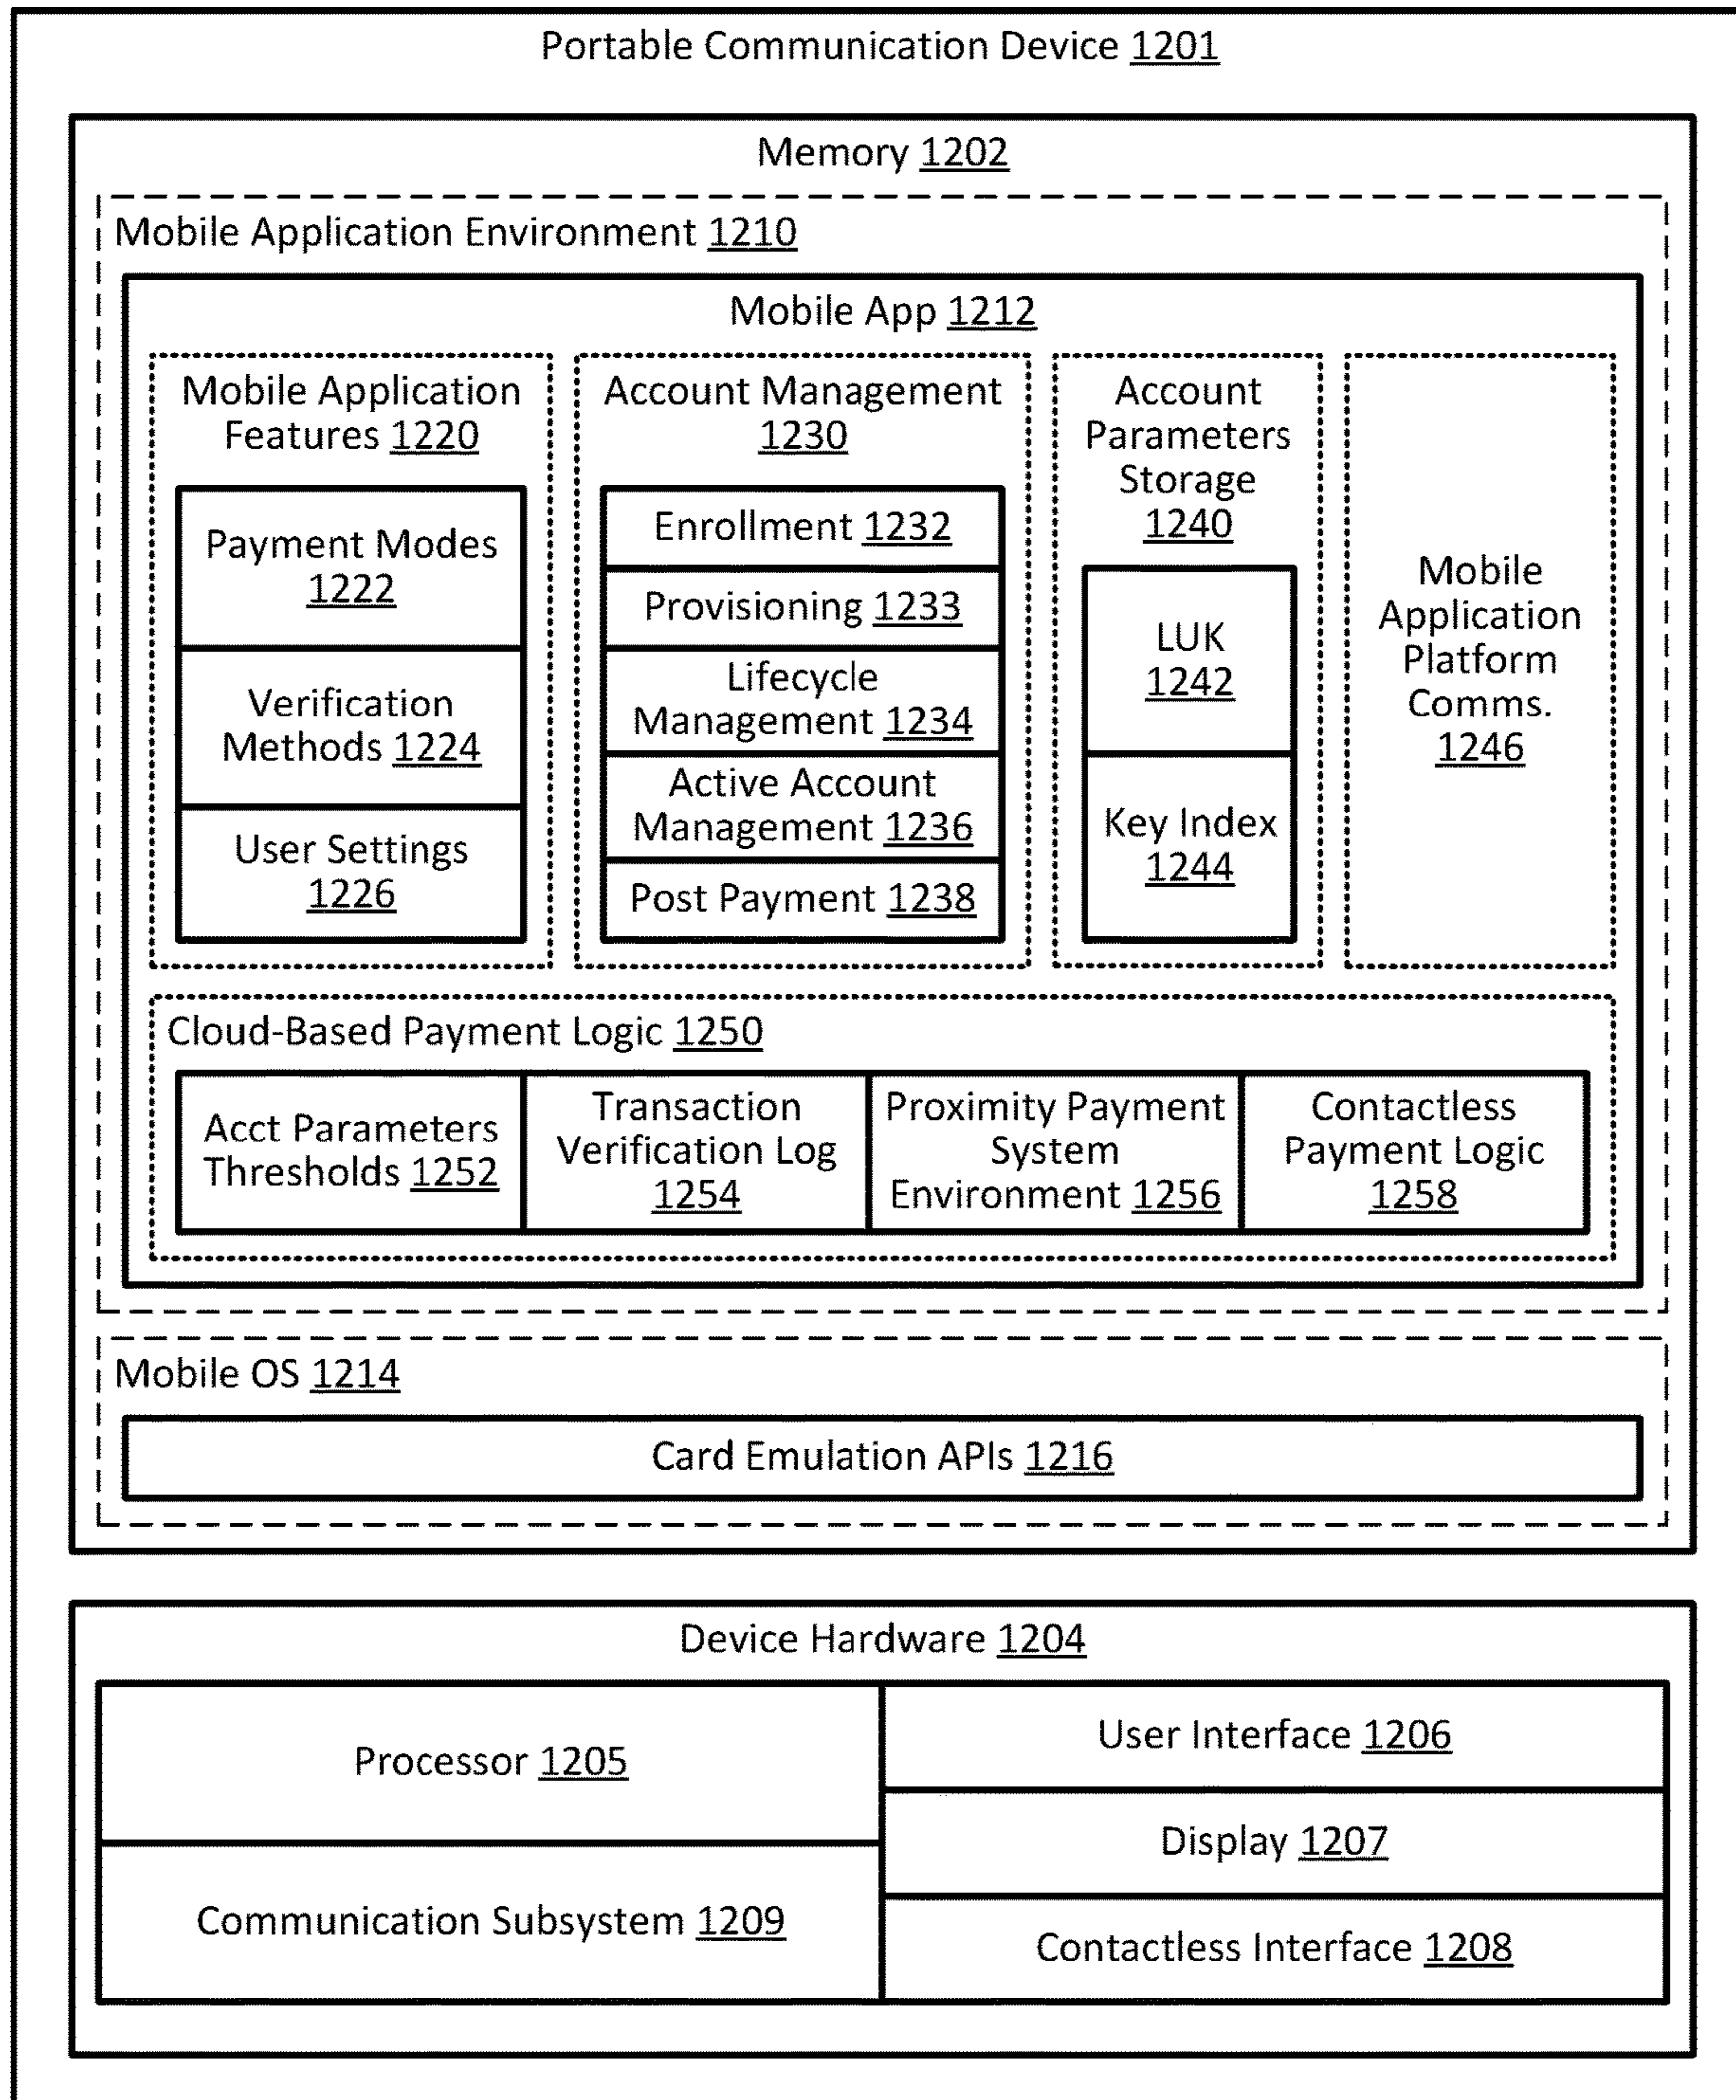 Portable Communication Device 1201
Memory 1202
Mobile Application Environment 1210
Mobile App 1212
Mobile Application
Features 1220
Payment Modes
1222
Verification
Methods 1224
User Settings
1226
Account Management
1230
Enrollment 1232
Provisioning 1233
Lifecycle
Management 1234
Active Account
Management 1236
Post Payment 1238
Account
Parameters
Storage
1240
LUK
1242
Key Index
1244
Mobile
Application
Platform
Comms.
1246
Cloud-Based Payment Logic 1250
Acct Parameters
Thresholds 1252
Transaction
Verification Log
1254
Proximity Payment
System
Environment 1256
Contactless
Payment Logic
1258
Mobile OS 1214
Card Emulation APIs 1216
Device Hardware 1204
Processor 1205
Communication Subsystem 1209
User Interface 1206
Display 1207
Contactless Interface 1208